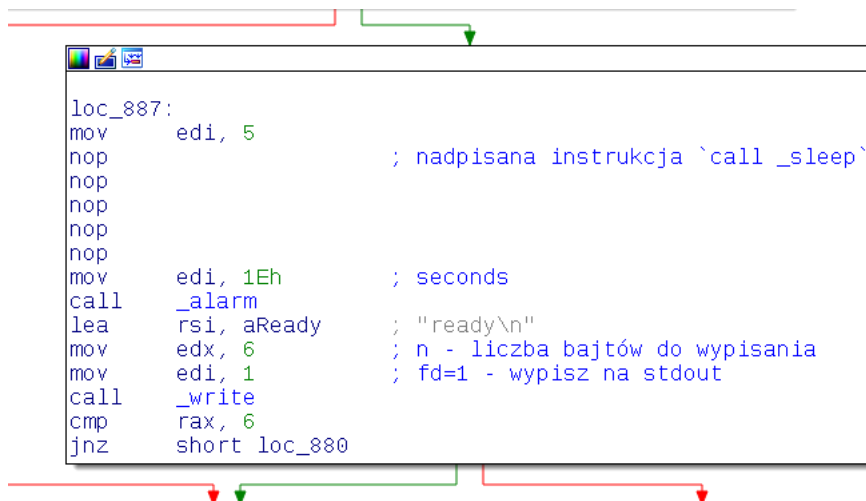 loc_887:
mov edi, 5
nop ; nadpisana instrukcja `call _sleep`
nop
nop
nop
nop
mov edi, 1Eh ; seconds
call _alarm
lea rsi, aReady ; "ready\n"
mov edx, 6 ; n - liczba bajtów do wypisania
mov edi, 1 ; fd=1 - wypisz na stdout
call _write
cmp rax, 6
jnz short loc_880